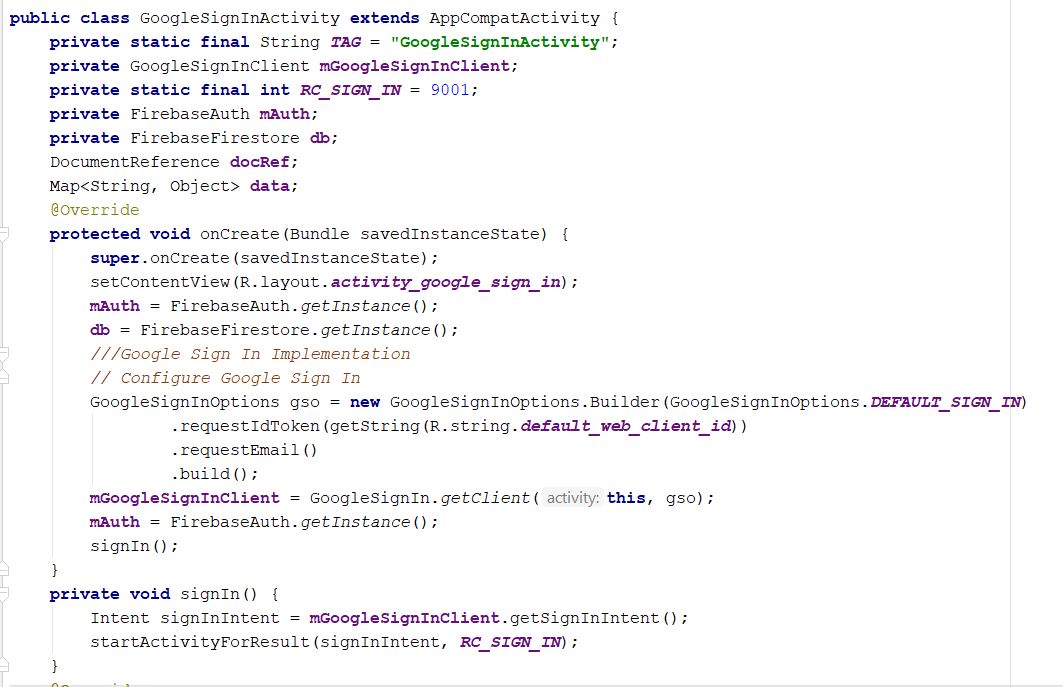 public class GoogleSignInActivity extends AppCompatActivity {
    private static final String TAG = "GoogleSignInActivity";
    private GoogleSignInClient mGoogleSignInClient;
    private static final int RC_SIGN_IN = 9001;
    private FirebaseAuth mAuth;
    private FirebaseFirestore db;
    DocumentReference docRef;
    Map<String, Object> data;
    @Override
    protected void onCreate(Bundle savedInstanceState) {
        super.onCreate(savedInstanceState);
        setContentView(R.layout.activity_google_sign_in);
        mAuth = FirebaseAuth.getInstance();
        db = FirebaseFirestore.getInstance();
        ///Google Sign In Implementation
        // Configure Google Sign In
        GoogleSignInOptions gso = new GoogleSignInOptions.Builder(GoogleSignInOptions.DEFAULT_SIGN_IN)
                .requestIdToken(getString(R.string.default_web_client_id))
                .requestEmail()
                .build();
        mGoogleSignInClient = GoogleSignIn.getClient( activity: this, gso);
        mAuth = FirebaseAuth.getInstance();
        signIn();
    }
    private void signIn() {
        Intent signInIntent = mGoogleSignInClient.getSignInIntent();
        startActivityForResult(signInIntent, RC_SIGN_IN);
    }